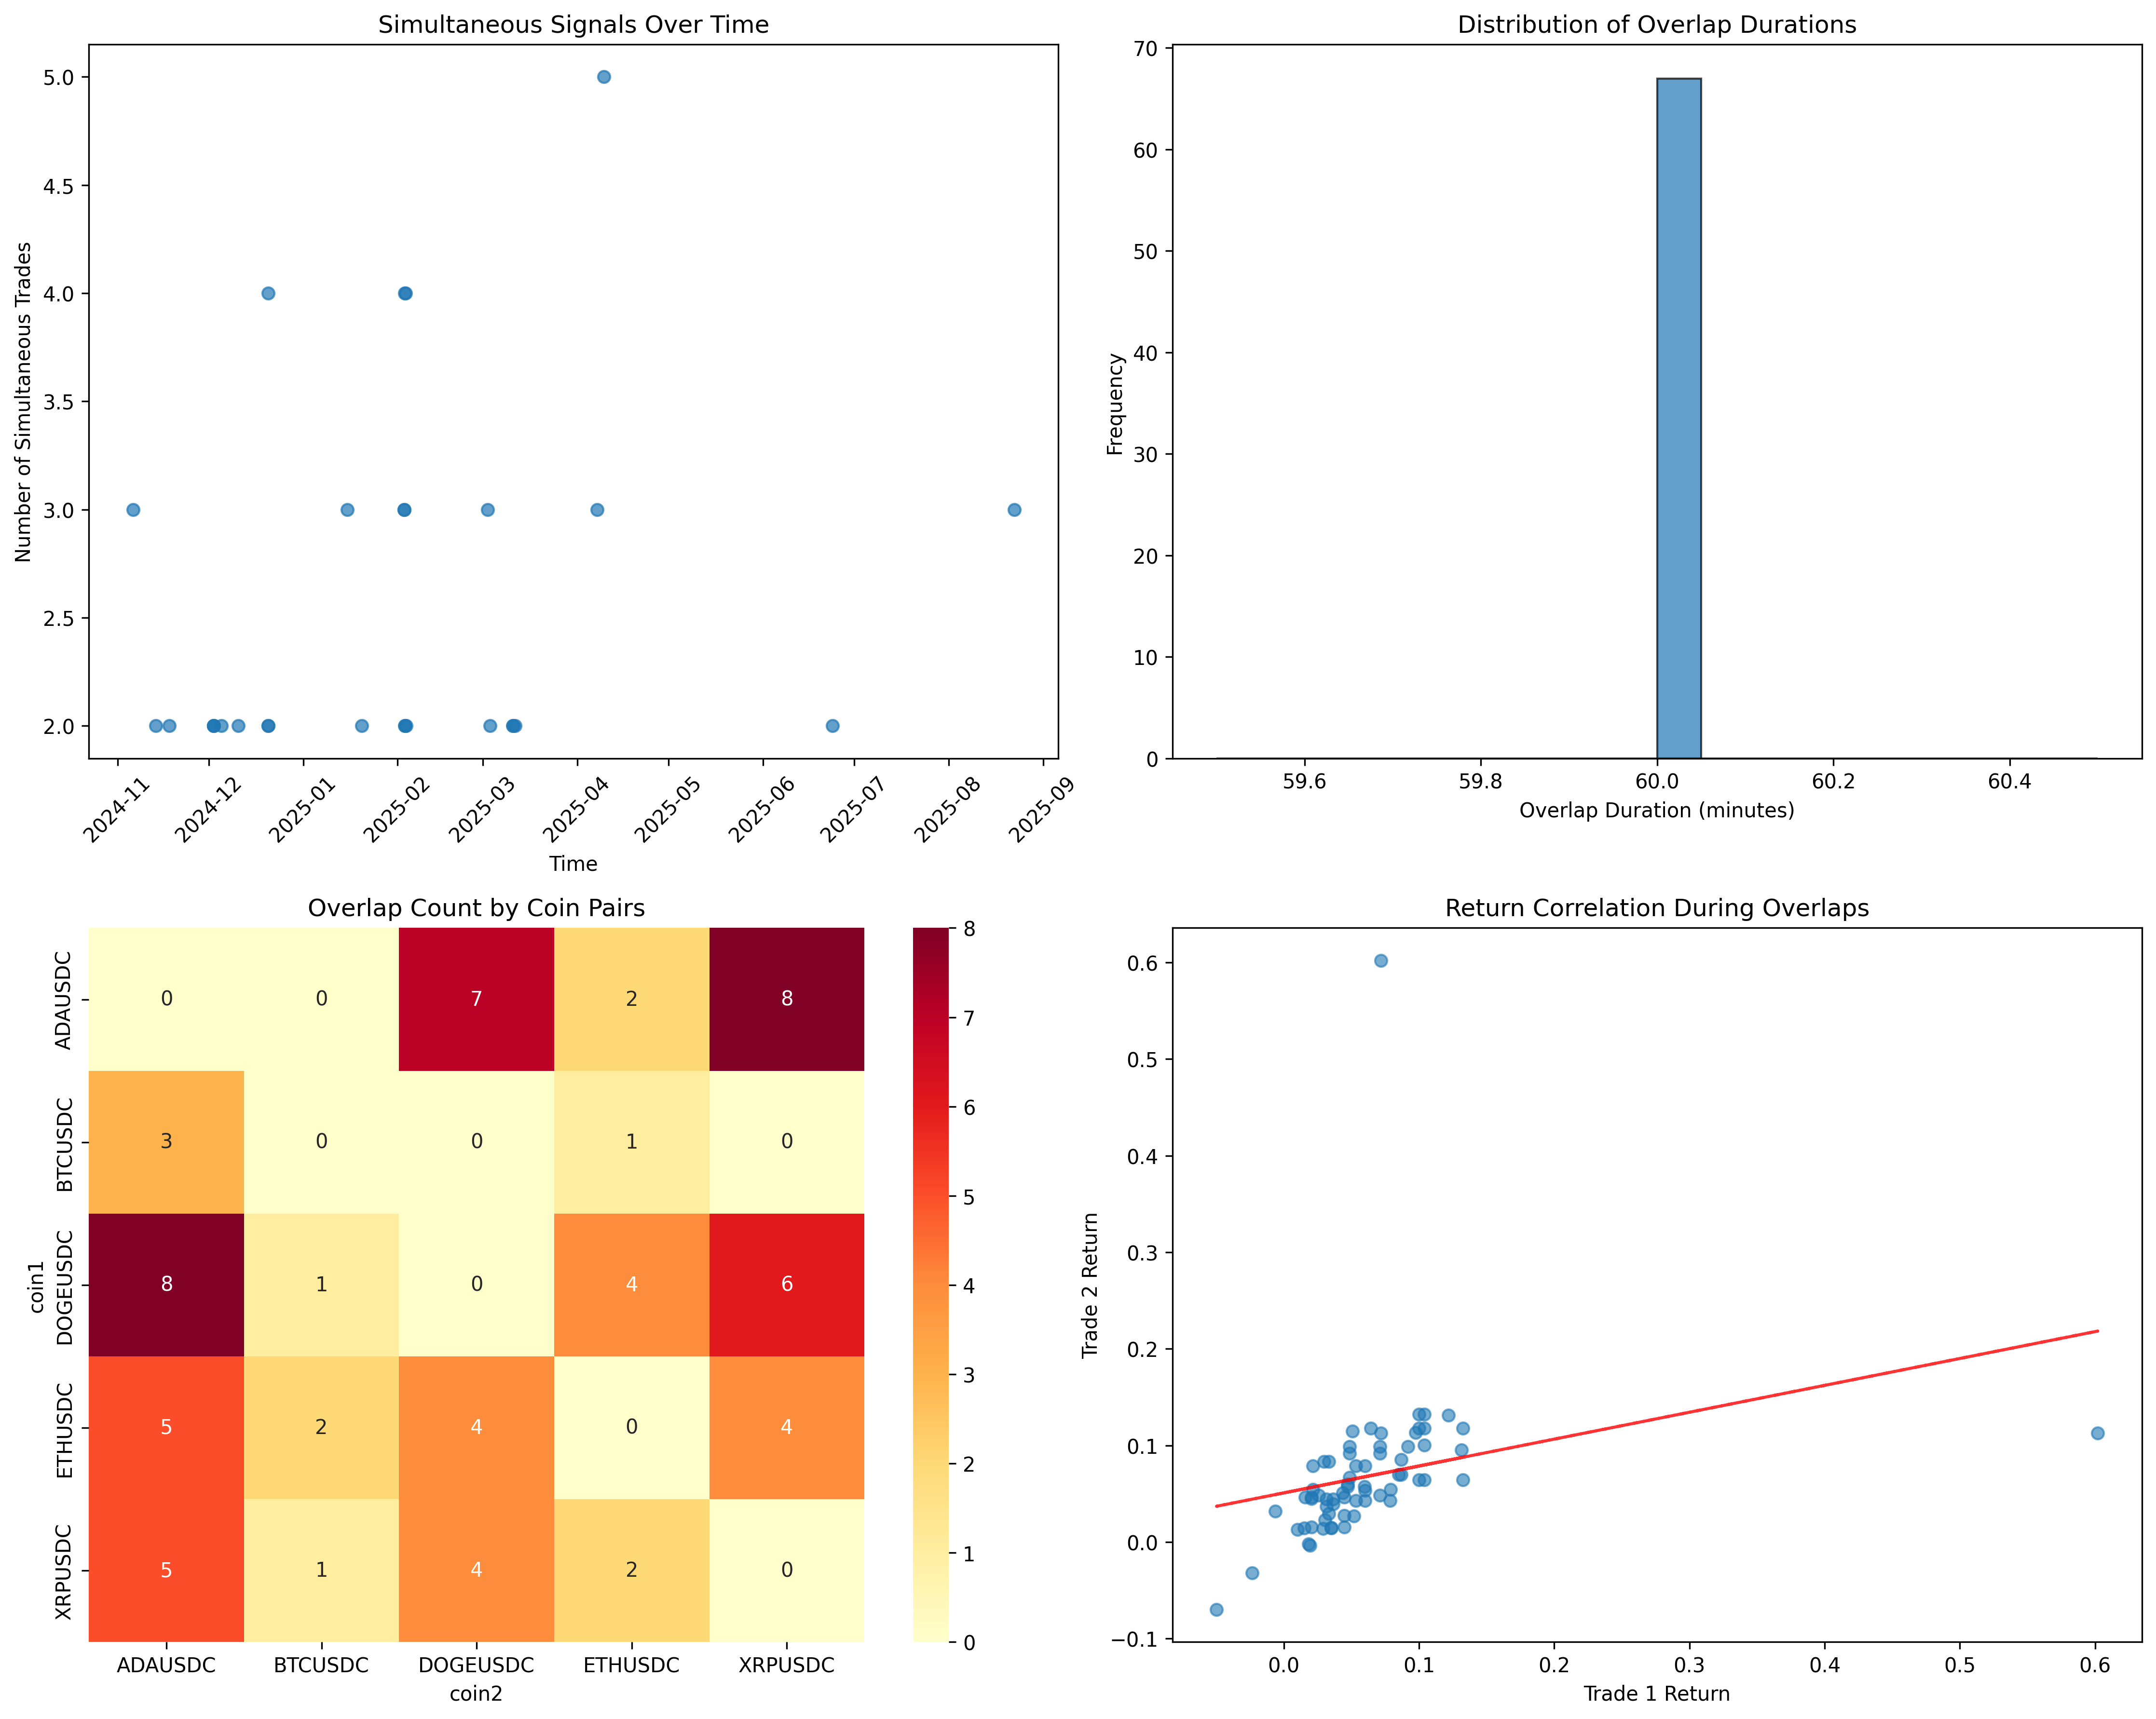 Simultaneous Signals Over Time
Number of Simultaneous Trades
5.0
4.5
4.0
3.5
3.0
2.5
2.0
2024-11 2024-12 2025-01 2025-02 2025-03 2025-04 2025-05 2025-06 2025-07 2025-08 2025-09
Time
Distribution of Overlap Durations
Frequency
70
60
50
40
30
20
10
0
59.6 59.8 60.0 60.2 60.4
Overlap Duration (minutes)
Overlap Count by Coin Pairs
coin1
ADAUSDC 0 0 7 2 8
BTCUSDC 3 0 0 1 0
DOGEUSDC 8 1 0 4 6
ETHUSDC 5 2 4 0 4
XRPUSDC 5 1 4 2 0
ADAUSDC BTCUSDC DOGEUSDC ETHUSDC XRPUSDC
coin2
8
7
6
5
4
3
2
1
0
Return Correlation During Overlaps
Trade 2 Return
0.6
0.5
0.4
0.3
0.2
0.1
0.0
−0.1
0.0 0.1 0.2 0.3 0.4 0.5 0.6
Trade 1 Return